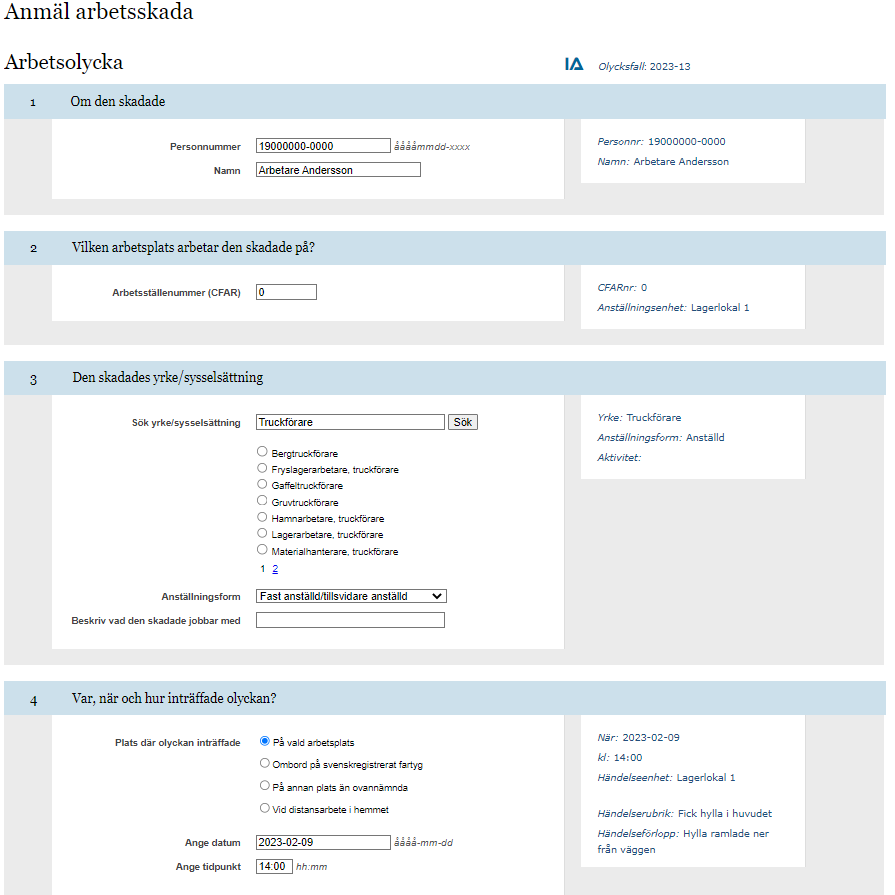 Anmäl arbetsskada
Arbetsolycka
IA Olycksfall: 2023-13
1 Om den skadade
Personnummer 19000000-0000 ååååmmdd-xxxx
Namn Arbetare Andersson
Personnr: 19000000-0000
Namn: Arbetare Andersson
2 Vilken arbetsplats arbetar den skadade på?
Arbetsställenummer (CFAR) 0
CFARnr: 0
Anställningsenhet: Lagerlokal 1
3 Den skadades yrke/sysselsättning
Sök yrke/sysselsättning Truckförare Sök
Bergtruckförare
Fryslagerarbetare, truckförare
Gaffeltruckförare
Gruvtruckförare
Hamnarbetare, truckförare
Lagerarbetare, truckförare
Materialhanterare, truckförare
1 2
Anställningsform Fast anställd/tillsvidare anställd
Beskriv vad den skadade jobbar med
Yrke: Truckförare
Anställningsform: Anställd
Aktivitet:
4 Var, när och hur inträffade olyckan?
Plats där olyckan inträffade På vald arbetsplats
Ombord på svenskregistrerat fartyg
På annan plats än ovannämnda
Vid distansarbete i hemmet
Ange datum 2023-02-09 åååå-mm-dd
Ange tidpunkt 14:00 hh:mm
När: 2023-02-09
kl: 14:00
Händelseenhet: Lagerlokal 1
Händelserubrik: Fick hylla i huvudet
Händelseförlopp: Hylla ramlade ner
från väggen